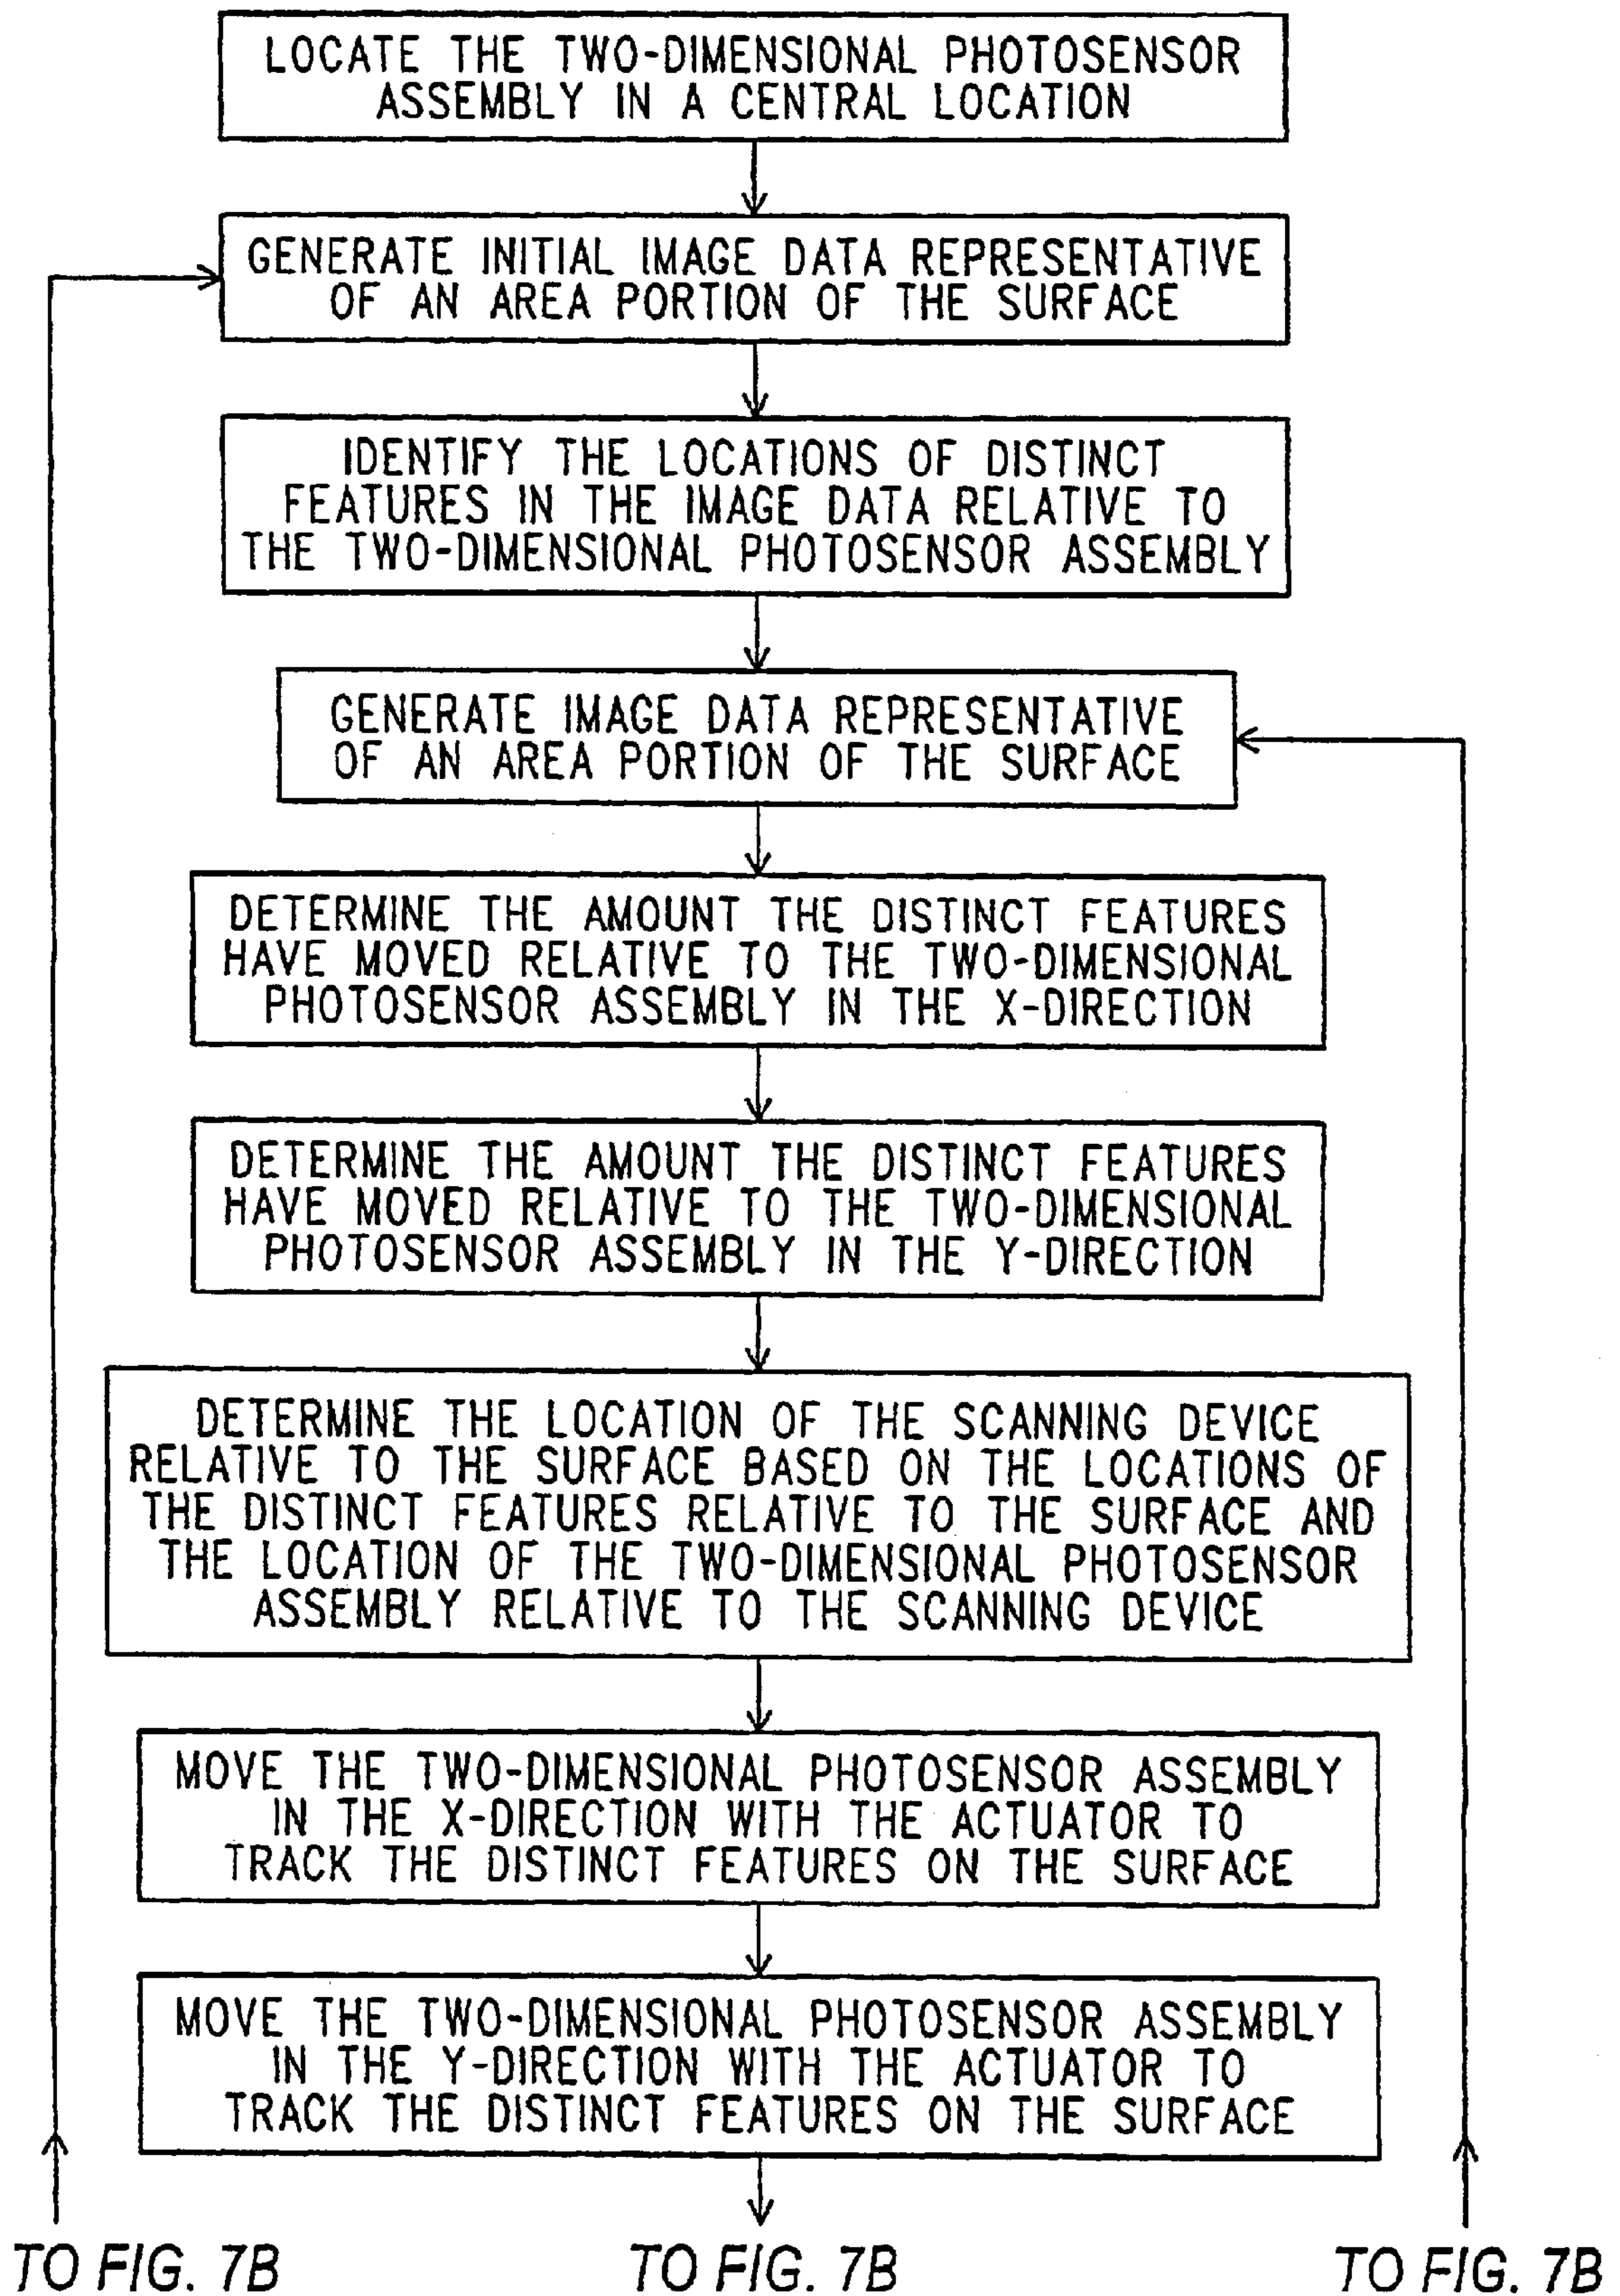 LOCATE THE TWO-DIMENSIONAL PHOTOSENSOR
ASSEMBLY IN A CENTRAL LOCATION
GENERATE INITIAL IMAGE DATA REPRESENTATIVE
OF AN AREA PORTION OF THE SURFACE
IDENTIFY THE LOCATIONS OF DISTINCT
FEATURES IN THE IMAGE DATA RELATIVE TO
THE TWO-DIMENSIONAL PHOTOSENSOR ASSEMBLY
GENERATE IMAGE DATA REPRESENTATIVE
OF AN AREA PORTION OF THE SURFACE
DETERMINE THE AMOUNT THE DISTINCT FEATURES
HAVE MOVED RELATIVE TO THE TWO-DIMENSIONAL
PHOTOSENSOR ASSEMBLY IN THE X-DIRECTION
DETERMINE THE AMOUNT THE DISTINCT FEATURES
HAVE MOVED RELATIVE TO THE TWO-DIMENSIONAL
PHOTOSENSOR ASSEMBLY IN THE Y-DIRECTION
DETERMINE THE LOCATION OF THE SCANNING DEVICE
RELATIVE TO THE SURFACE BASED ON THE LOCATIONS OF
THE DISTINCT FEATURES RELATIVE TO THE SURFACE AND
THE LOCATION OF THE TWO-DIMENSIONAL PHOTOSENSOR
ASSEMBLY RELATIVE TO THE SCANNING DEVICE
MOVE THE TWO-DIMENSIONAL PHOTOSENSOR ASSEMBLY
IN THE X-DIRECTION WITH THE ACTUATOR TO
TRACK THE DISTINCT FEATURES ON THE SURFACE
MOVE THE TWO-DIMENSIONAL PHOTOSENSOR ASSEMBLY
IN THE Y-DIRECTION WITH THE ACTUATOR TO
TRACK THE DISTINCT FEATURES ON THE SURFACE
TO FIG. 7B
TO FIG. 7B
TO FIG. 7B